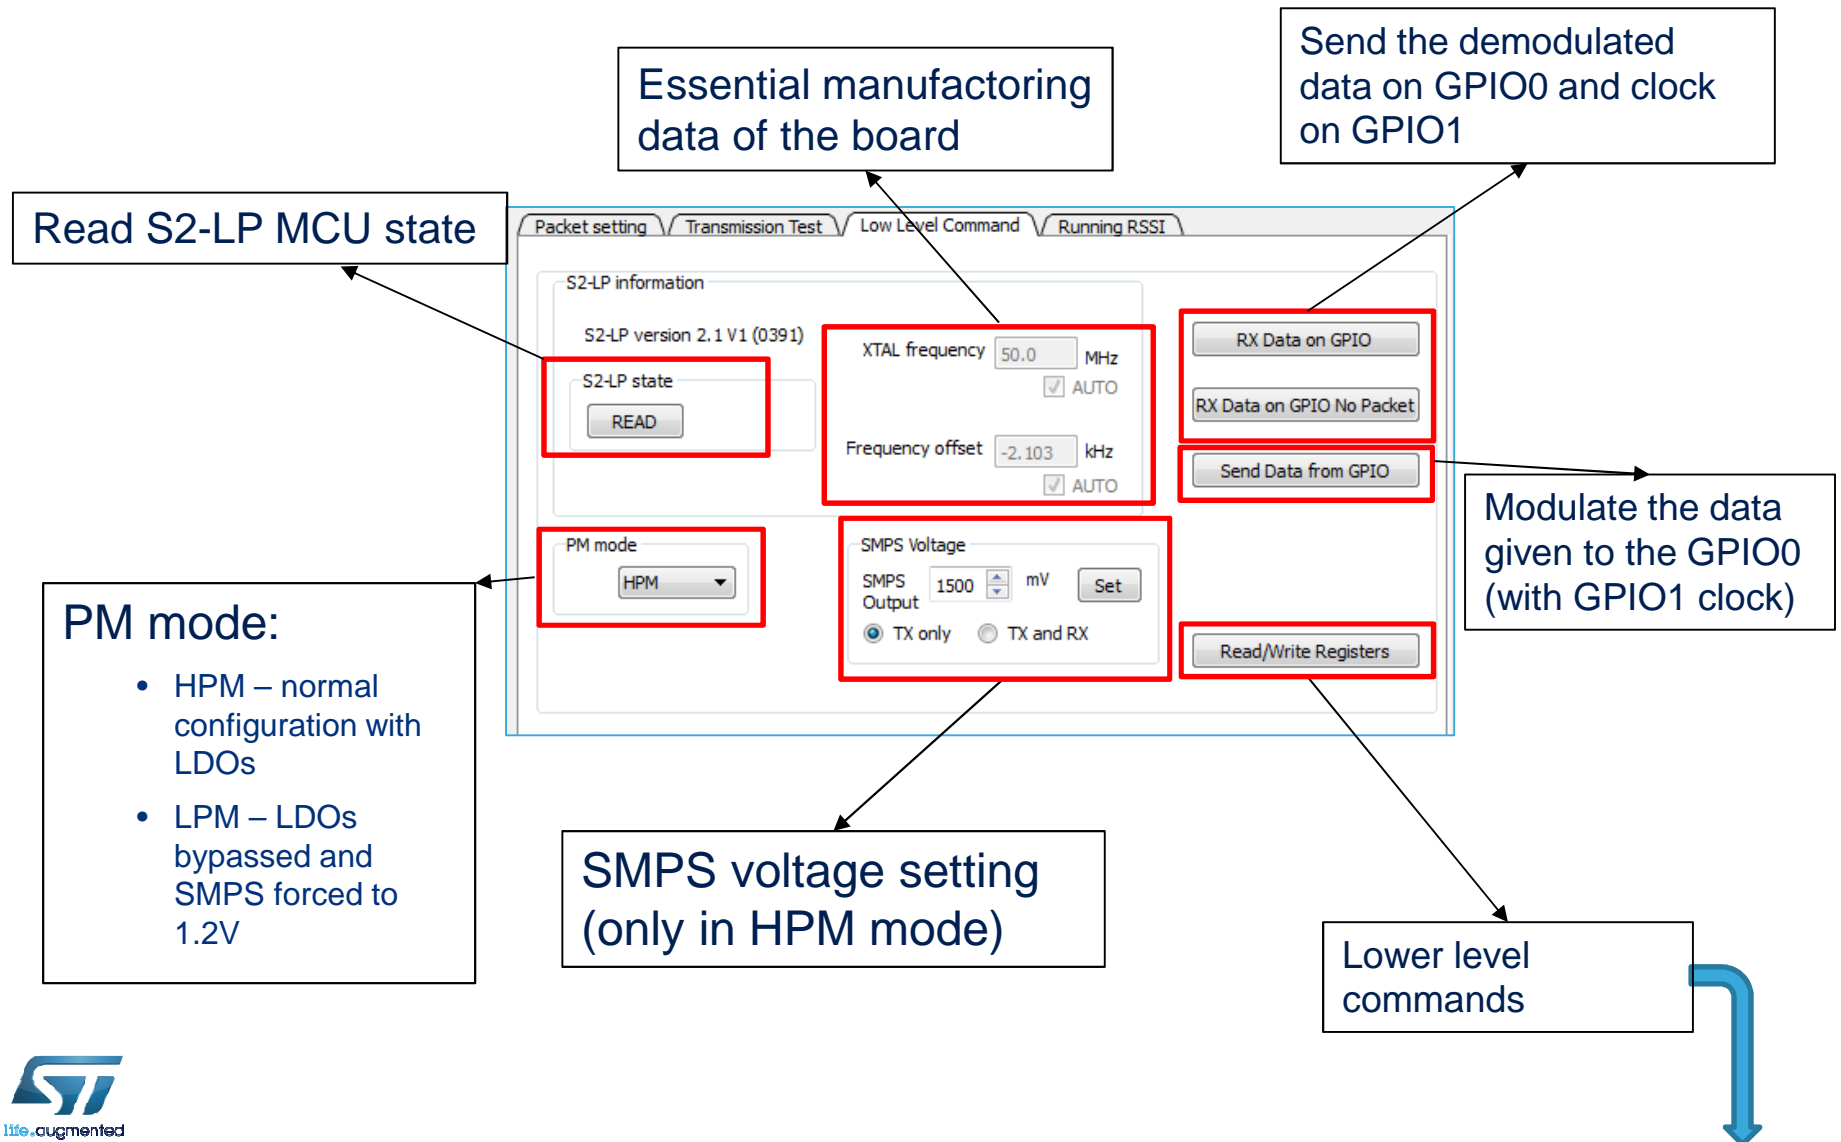 Send the demodulated
data on GPIO0 and clock
on GPIO1
Essential manufactoring
data of the board
Read S2-LP MCU state
Packet setting
Transmission Test
Low Level Command
Running RSSI
S2-LP information
S2-LP version 2.1 V1 (0391)
S2-LP state
READ
XTAL frequency 50.0 MHz
AUTO
Frequency offset -2.103 kHz
AUTO
RX Data on GPIO
RX Data on GPIO No Packet
Send Data from GPIO
Modulate the data
given to the GPIO0
(with GPIO1 clock)
PM mode
HPM
SMPS Voltage
SMPS
Output
1500 mV
Set
TX only
TX and RX
Read/Write Registers
PM mode:
• HPM – normal
configuration with
LDOs
• LPM – LDOs
bypassed and
SMPS forced to
1.2V
SMPS voltage setting
(only in HPM mode)
Lower level
commands
ST
life.augmented